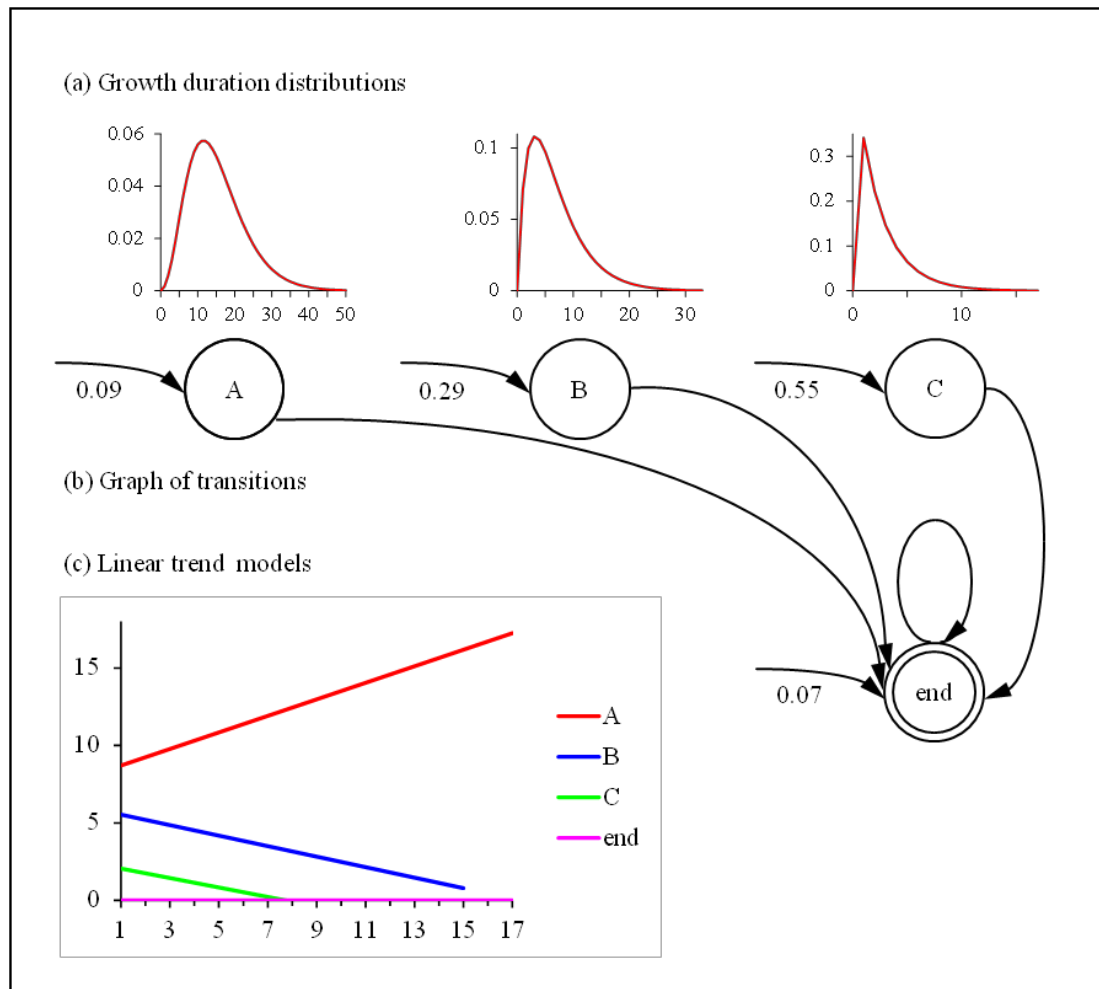 (a) Growth duration distributions
0.06
0.04
0.02
0
0 10 20 30 40 50
0.1
0.05
0
0 10 20 30
0.3
0.2
0.1
0
0 10
0.09
A
0.29
B
0.55
C
(b) Graph of transitions
(c) Linear trend models
15
10
5
0
1 3 5 7 9 11 13 15 17
A
B
C
end
0.07
end